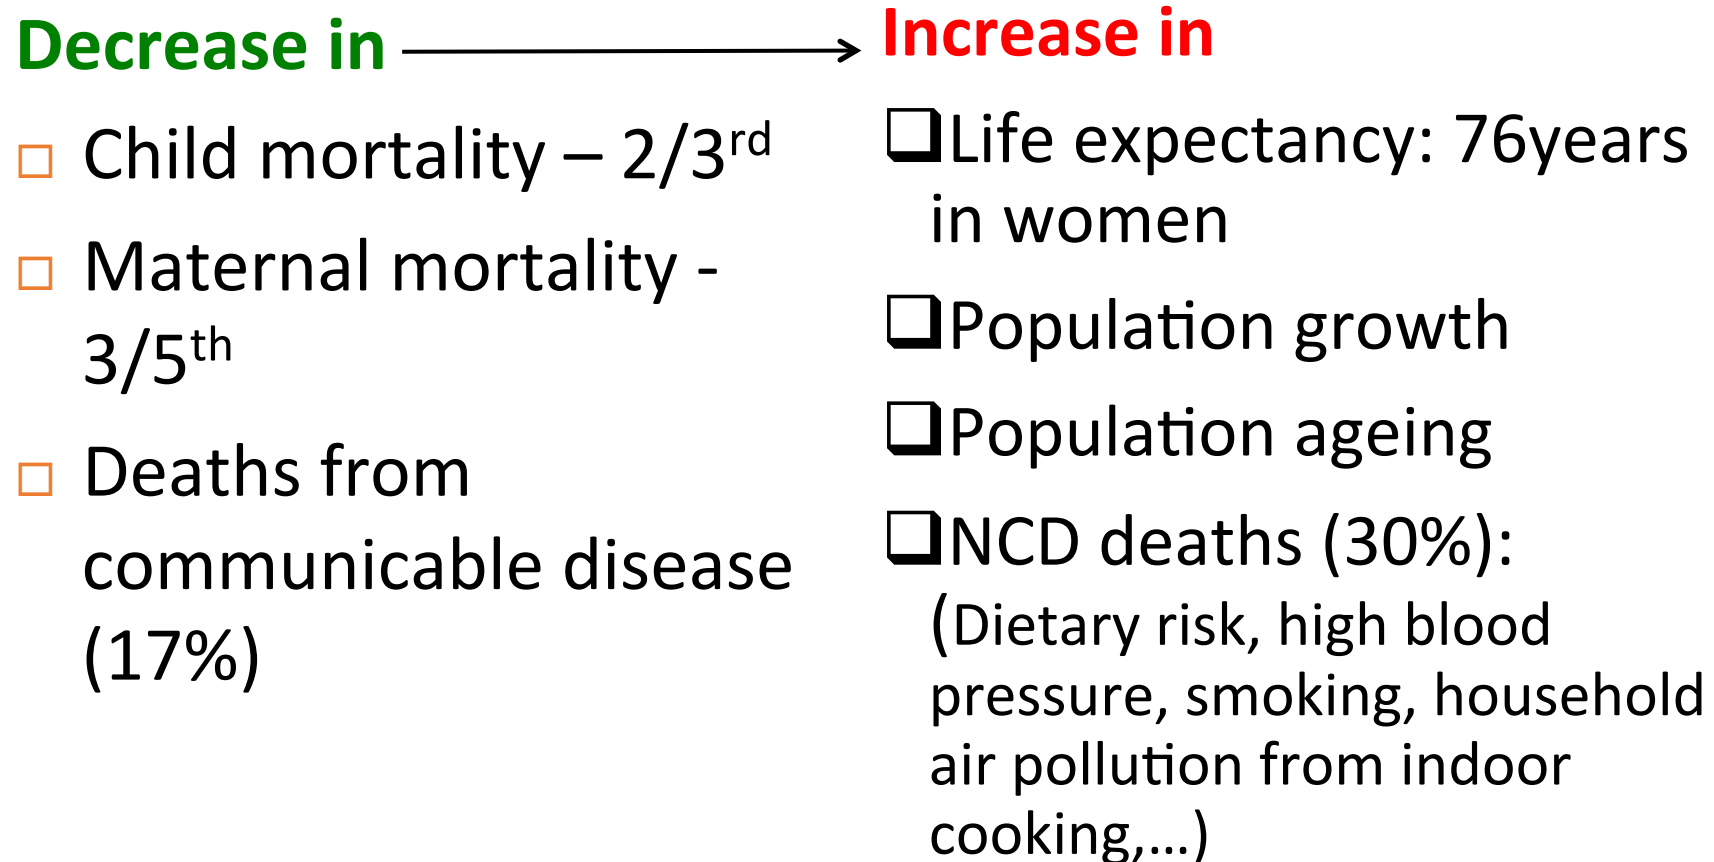 Decrease in
Child mortality – 2/3rd
Maternal mortality -
3/5th
Deaths from
communicable disease
(17%)
Increase in
Life expectancy: 76years
in women
Population growth
Population ageing
NCD deaths (30%):
(Dietary risk, high blood
pressure, smoking, household
air pollution from indoor
cooking,...)